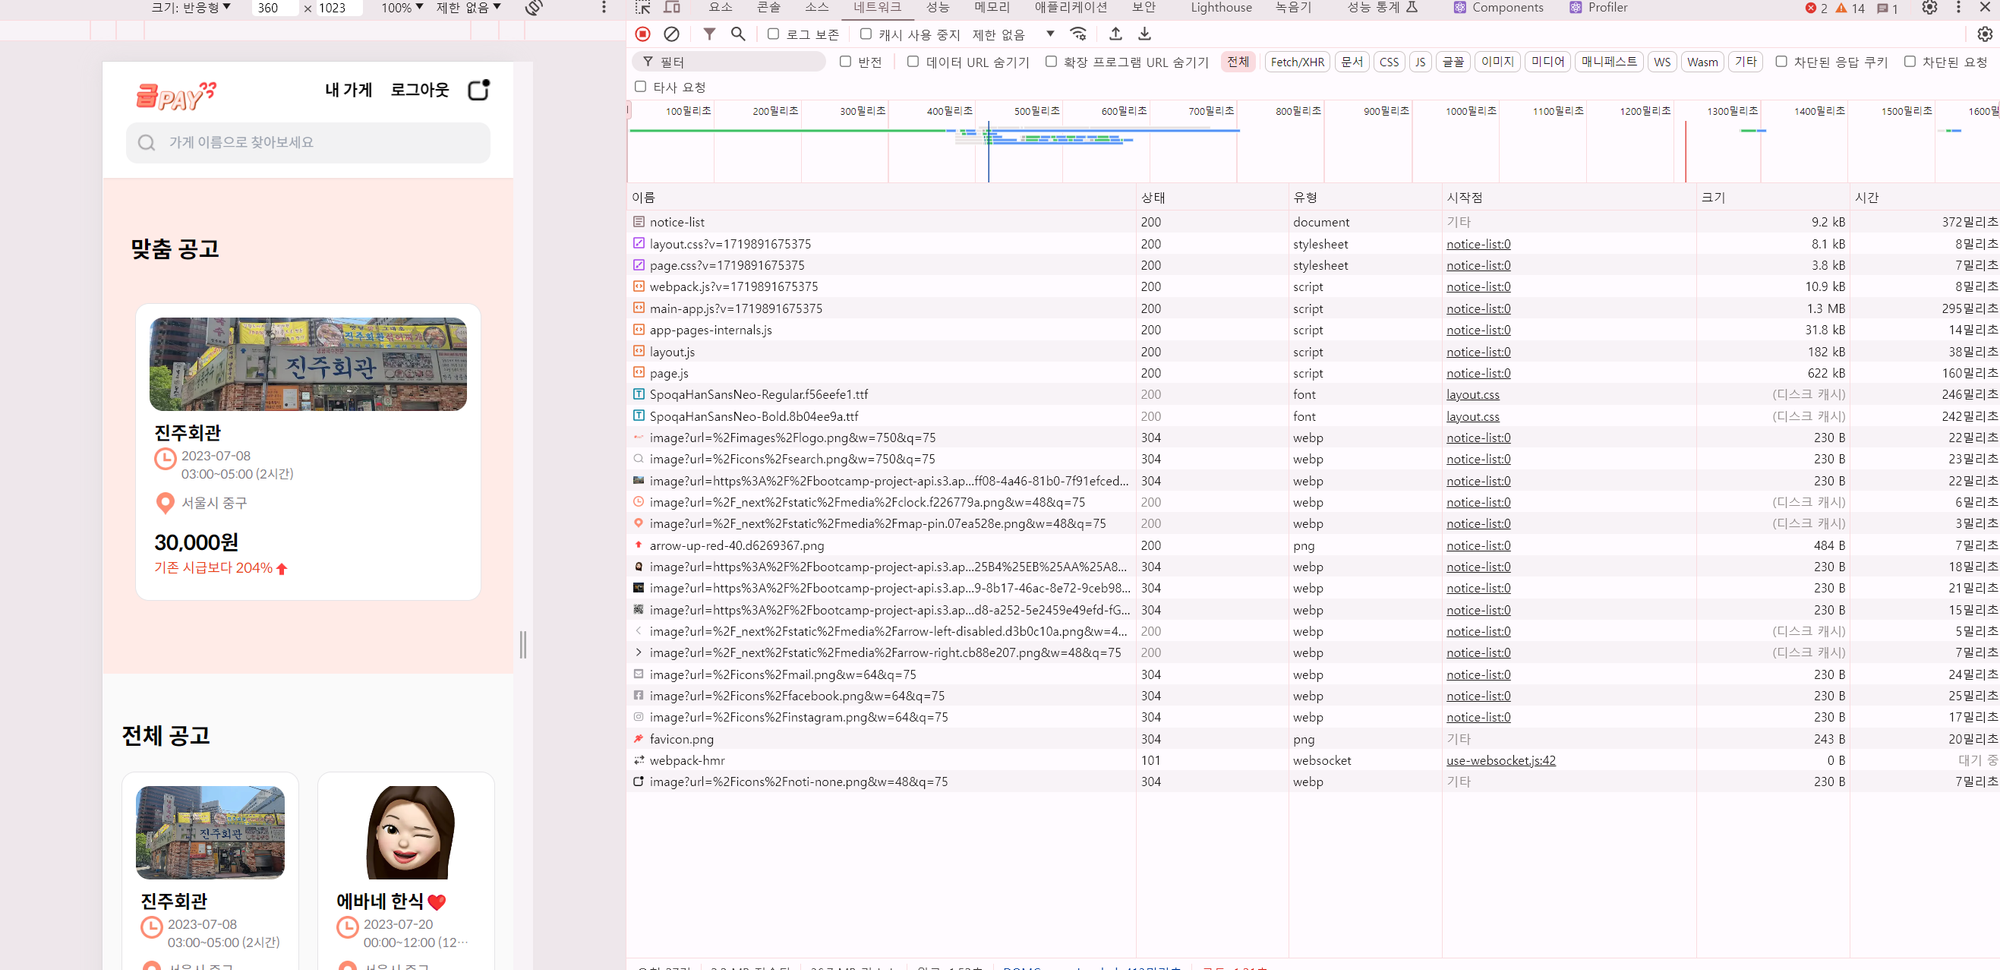 크기: 반응형 ▼ 360 × 1023 100% ▼ 제한 없음 ▼
요소 콘솔 소스 네트워크 성능 메모리 애플리케이션 보안 Lighthouse 녹음기 성능 통계 Components Profiler 2 14 1
로그 보존 캐시 사용 중지 제한 없음 ▼
필터 반전 데이터 URL 숨기기 확장 프로그램 URL 숨기기 전체 Fetch/XHR 문서 CSS JS 글꼴 이미지 미디어 매니페스트 WS Wasm 기타 차단된 응답 쿠키 차단된 요청
타사 요청
100밀리초 200밀리초 300밀리초 400밀리초 500밀리초 600밀리초 700밀리초 800밀리초 900밀리초 1000밀리초 1100밀리초 1200밀리초 1300밀리초 1400밀리초 1500밀리초
급PAY
내 가게 로그아웃
가게 이름으로 찾아보세요
맞춤 공고
진주회관
진주회관
2023-07-08
03:00~05:00 (2시간)
서울시 중구
30,000원
기존 시급보다 204%
전체 공고
진주회관
진주회관
2023-07-08
03:00~05:00 (2시간)
서울시 중구
에바네 한식❤️
2023-07-20
00:00~12:00 (12…
서울시 중구
이름 상태 유형 시작점 크기 시간
notice-list 200 document 기타 9.2 kB 372밀리초
layout.css?v=1719891675375 200 stylesheet notice-list:0 8.1 kB 8밀리초
page.css?v=1719891675375 200 stylesheet notice-list:0 3.8 kB 7밀리초
webpack.js?v=1719891675375 200 script notice-list:0 10.9 kB 8밀리초
main-app.js?v=1719891675375 200 script notice-list:0 1.3 MB 295밀리초
app-pages-internals.js 200 script notice-list:0 31.8 kB 14밀리초
layout.js 200 script notice-list:0 182 kB 38밀리초
page.js 200 script notice-list:0 622 kB 160밀리초
SpoqaHanSansNeo-Regular.f56eefe1.ttf 200 font layout.css (디스크 캐시) 246밀리초
SpoqaHanSansNeo-Bold.8b04ee9a.ttf 200 font layout.css (디스크 캐시) 242밀리초
image?url=%2Fimages%2Flogo.png&w=750&q=75 304 webp notice-list:0 230 B 22밀리초
image?url=%2Ficons%2Fsearch.png&w=750&q=75 304 webp notice-list:0 230 B 23밀리초
image?url=https%3A%2F%2Fbootcamp-project-api.s3.ap...ff08-4a46-81b0-7f91efced... 304 webp notice-list:0 230 B 22밀리초
image?url=%2F_next%2Fstatic%2Fmedia%2Fclock.f226779a.png&w=48&q=75 200 webp notice-list:0 (디스크 캐시) 6밀리초
image?url=%2F_next%2Fstatic%2Fmedia%2Fmap-pin.07ea528e.png&w=48&q=75 200 webp notice-list:0 (디스크 캐시) 3밀리초
arrow-up-red-40.d6269367.png 200 png notice-list:0 484 B 7밀리초
image?url=https%3A%2F%2Fbootcamp-project-api.s3.ap...25B4%25EB%25AA%25A8... 304 webp notice-list:0 230 B 18밀리초
image?url=https%3A%2F%2Fbootcamp-project-api.s3.ap...9-8b17-46ac-8e72-9ceb98... 304 webp notice-list:0 230 B 21밀리초
image?url=https%3A%2F%2Fbootcamp-project-api.s3.ap...d8-a252-5e2459e49efd-fG... 304 webp notice-list:0 230 B 15밀리초
image?url=%2F_next%2Fstatic%2Fmedia%2Farrow-left-disabled.d3b0c10a.png&w=4... 200 webp notice-list:0 (디스크 캐시) 5밀리초
image?url=%2F_next%2Fstatic%2Fmedia%2Farrow-right.cb88e207.png&w=48&q=75 200 webp notice-list:0 (디스크 캐시) 7밀리초
image?url=%2Ficons%2Fmail.png&w=64&q=75 304 webp notice-list:0 230 B 24밀리초
image?url=%2Ficons%2Ffacebook.png&w=64&q=75 304 webp notice-list:0 230 B 25밀리초
image?url=%2Ficons%2Finstagram.png&w=64&q=75 304 webp notice-list:0 230 B 17밀리초
favicon.png 304 png 기타 243 B 20밀리초
webpack-hmr 101 websocket use-websocket.js:42 0 B 대기 중
image?url=%2Ficons%2Fnoti-none.png&w=48&q=75 304 webp 기타 230 B 7밀리초